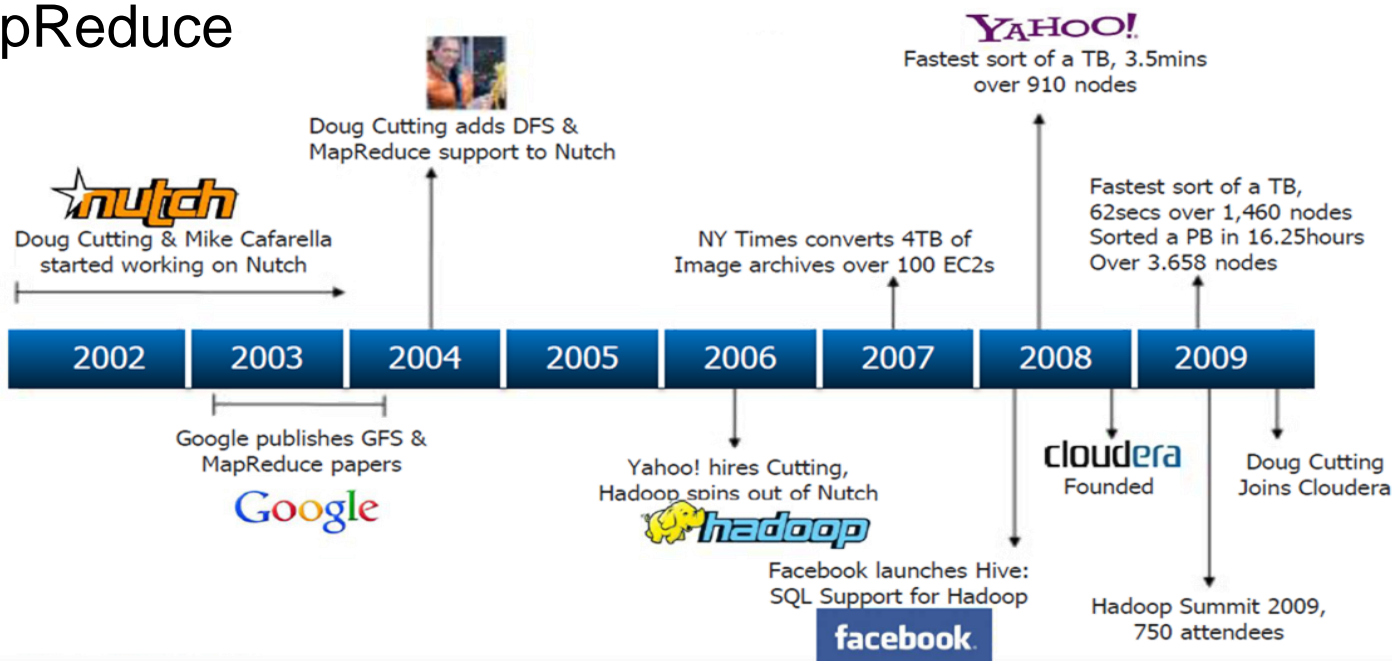 pReduce
YAHOO!
Fastest sort of a TB, 3.5mins
over 910 nodes
Doug Cutting adds DFS &
MapReduce support to Nutch
nutch
Doug Cutting & Mike Cafarella
started working on Nutch
NY Times converts 4TB of
Image archives over 100 EC2s
Fastest sort of a TB,
62secs over 1,460 nodes
Sorted a PB in 16.25hours
Over 3.658 nodes
2002
2003
2004
2005
2006
2007
2008
2009
Google publishes GFS &
MapReduce papers
Google
Yahoo! hires Cutting,
Hadoop spins out of Nutch
hadoop
Facebook launches Hive:
SQL Support for Hadoop
facebook.
cloudera
Founded
Doug Cutting
Joins Cloudera
Hadoop Summit 2009,
750 attendees